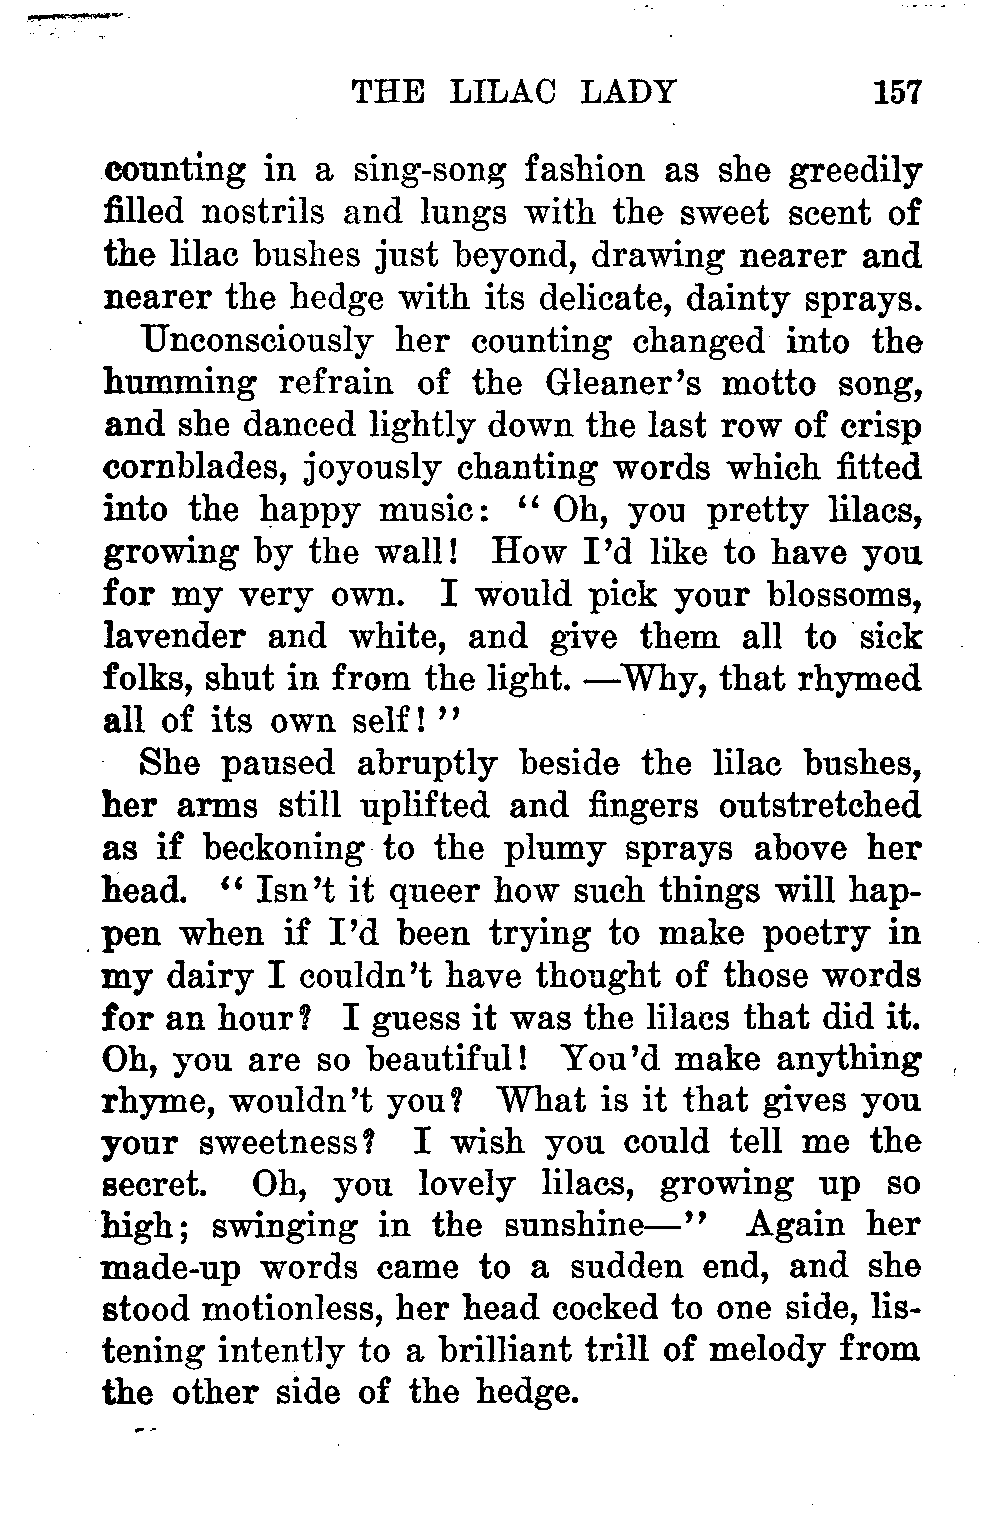 THE LILAC LADY 157
counting in a sing-song fashion as she greedily
filled nostrils and lungs with the sweet scent of
the lilac bushes just beyond, drawing nearer and
nearer the hedge with its delicate, dainty sprays.
Unconsciously her counting changed into the
humming refrain of the Gleaner's motto song,
and she danced lightly down the last row of crisp
cornblades, joyously chanting words which fitted
into the happy music: "Oh, you pretty lilacs,
growing by the wall! How I'd like to have you
for my very own. I would pick your blossoms,
lavender and white, and give them all to sick
folks, shut in from the light. —Why, that rhymed
all of its own self!"
She paused abruptly beside the lilac bushes,
her arms still uplifted and fingers outstretched
as if beckoning to the plumy sprays above her
head. "Isn't it queer how such things will hap-
pen when if I'd been trying to make poetry in
my dairy I couldn't have thought of those words
for an hour? I guess it was the lilacs that did it.
Oh, you are so beautiful! You'd make anything
rhyme, wouldn't you? What is it that gives you
your sweetness? I wish you could tell me the
secret. Oh, you lovely lilacs, growing up so
high; swinging in the sunshine—" Again her
made-up words came to a sudden end, and she
stood motionless, her head cocked to one side, lis-
tening intently to a brilliant trill of melody from
the other side of the hedge.